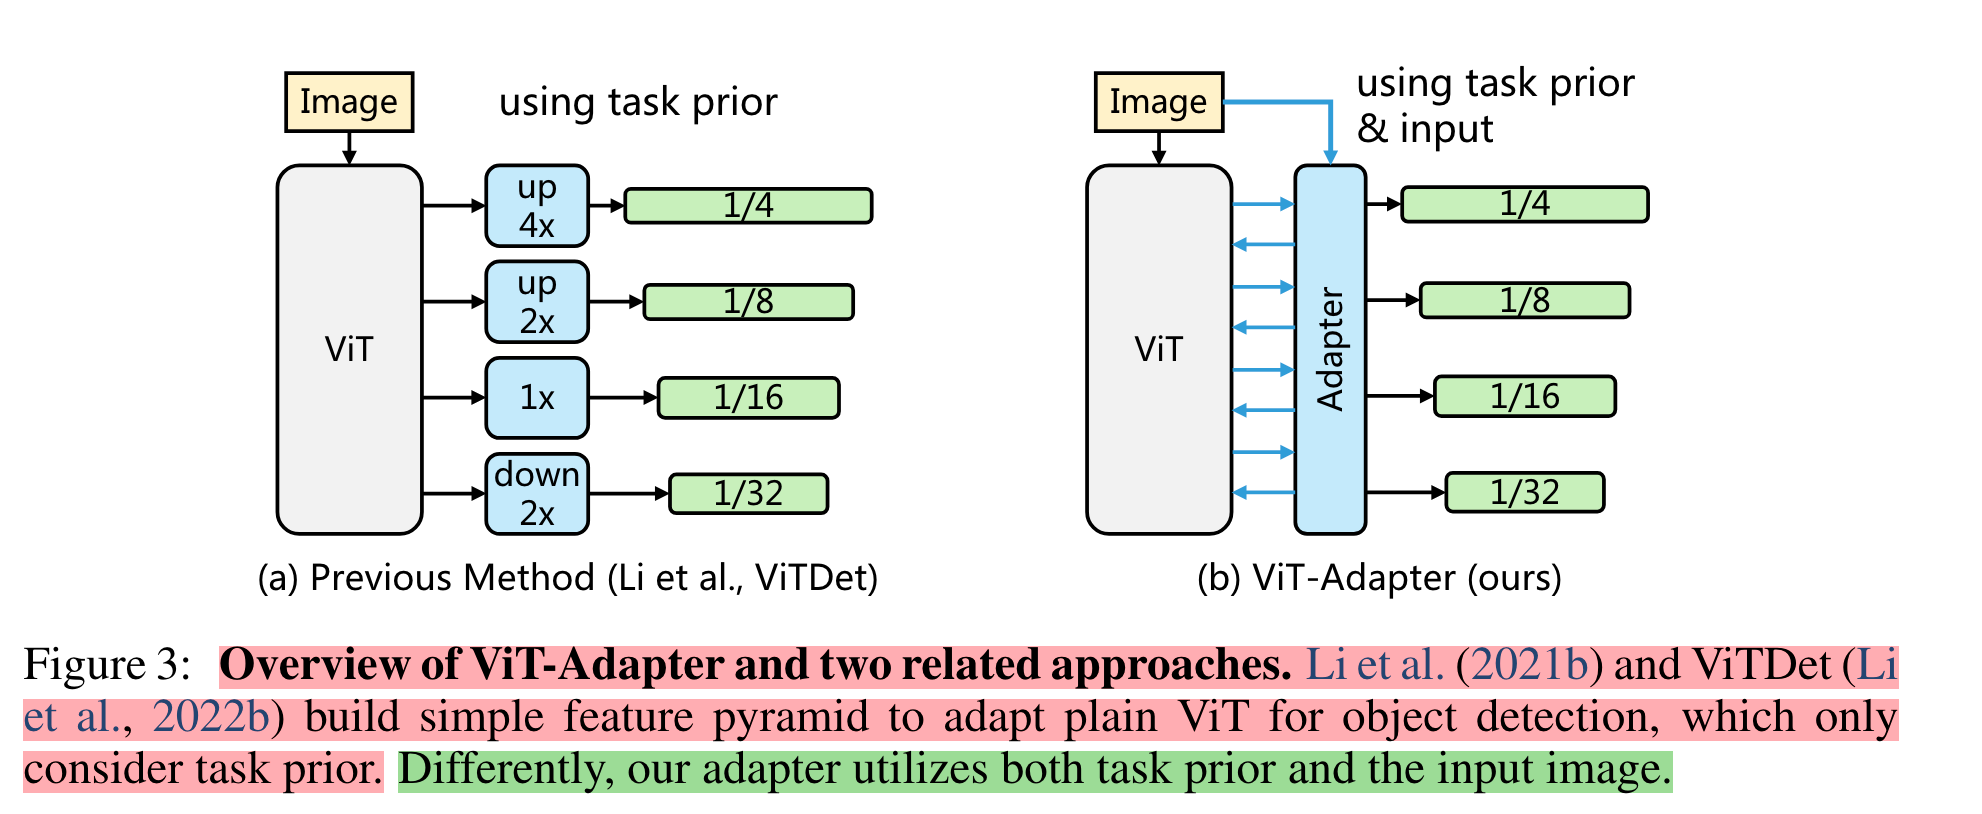 Image
using task prior
ViT
up
4x
1/4
up
2x
1/8
1x
1/16
down
2x
1/32
(a) Previous Method (Li et al., ViTDet)
Image
using task prior
& input
ViT
Adapter
1/4
1/8
1/16
1/32
(b) ViT-Adapter (ours)
Figure 3: Overview of ViT-Adapter and two related approaches. Li et al. (2021b) and ViTDet (Li
et al., 2022b) build simple feature pyramid to adapt plain ViT for object detection, which only
consider task prior. Differently, our adapter utilizes both task prior and the input image.